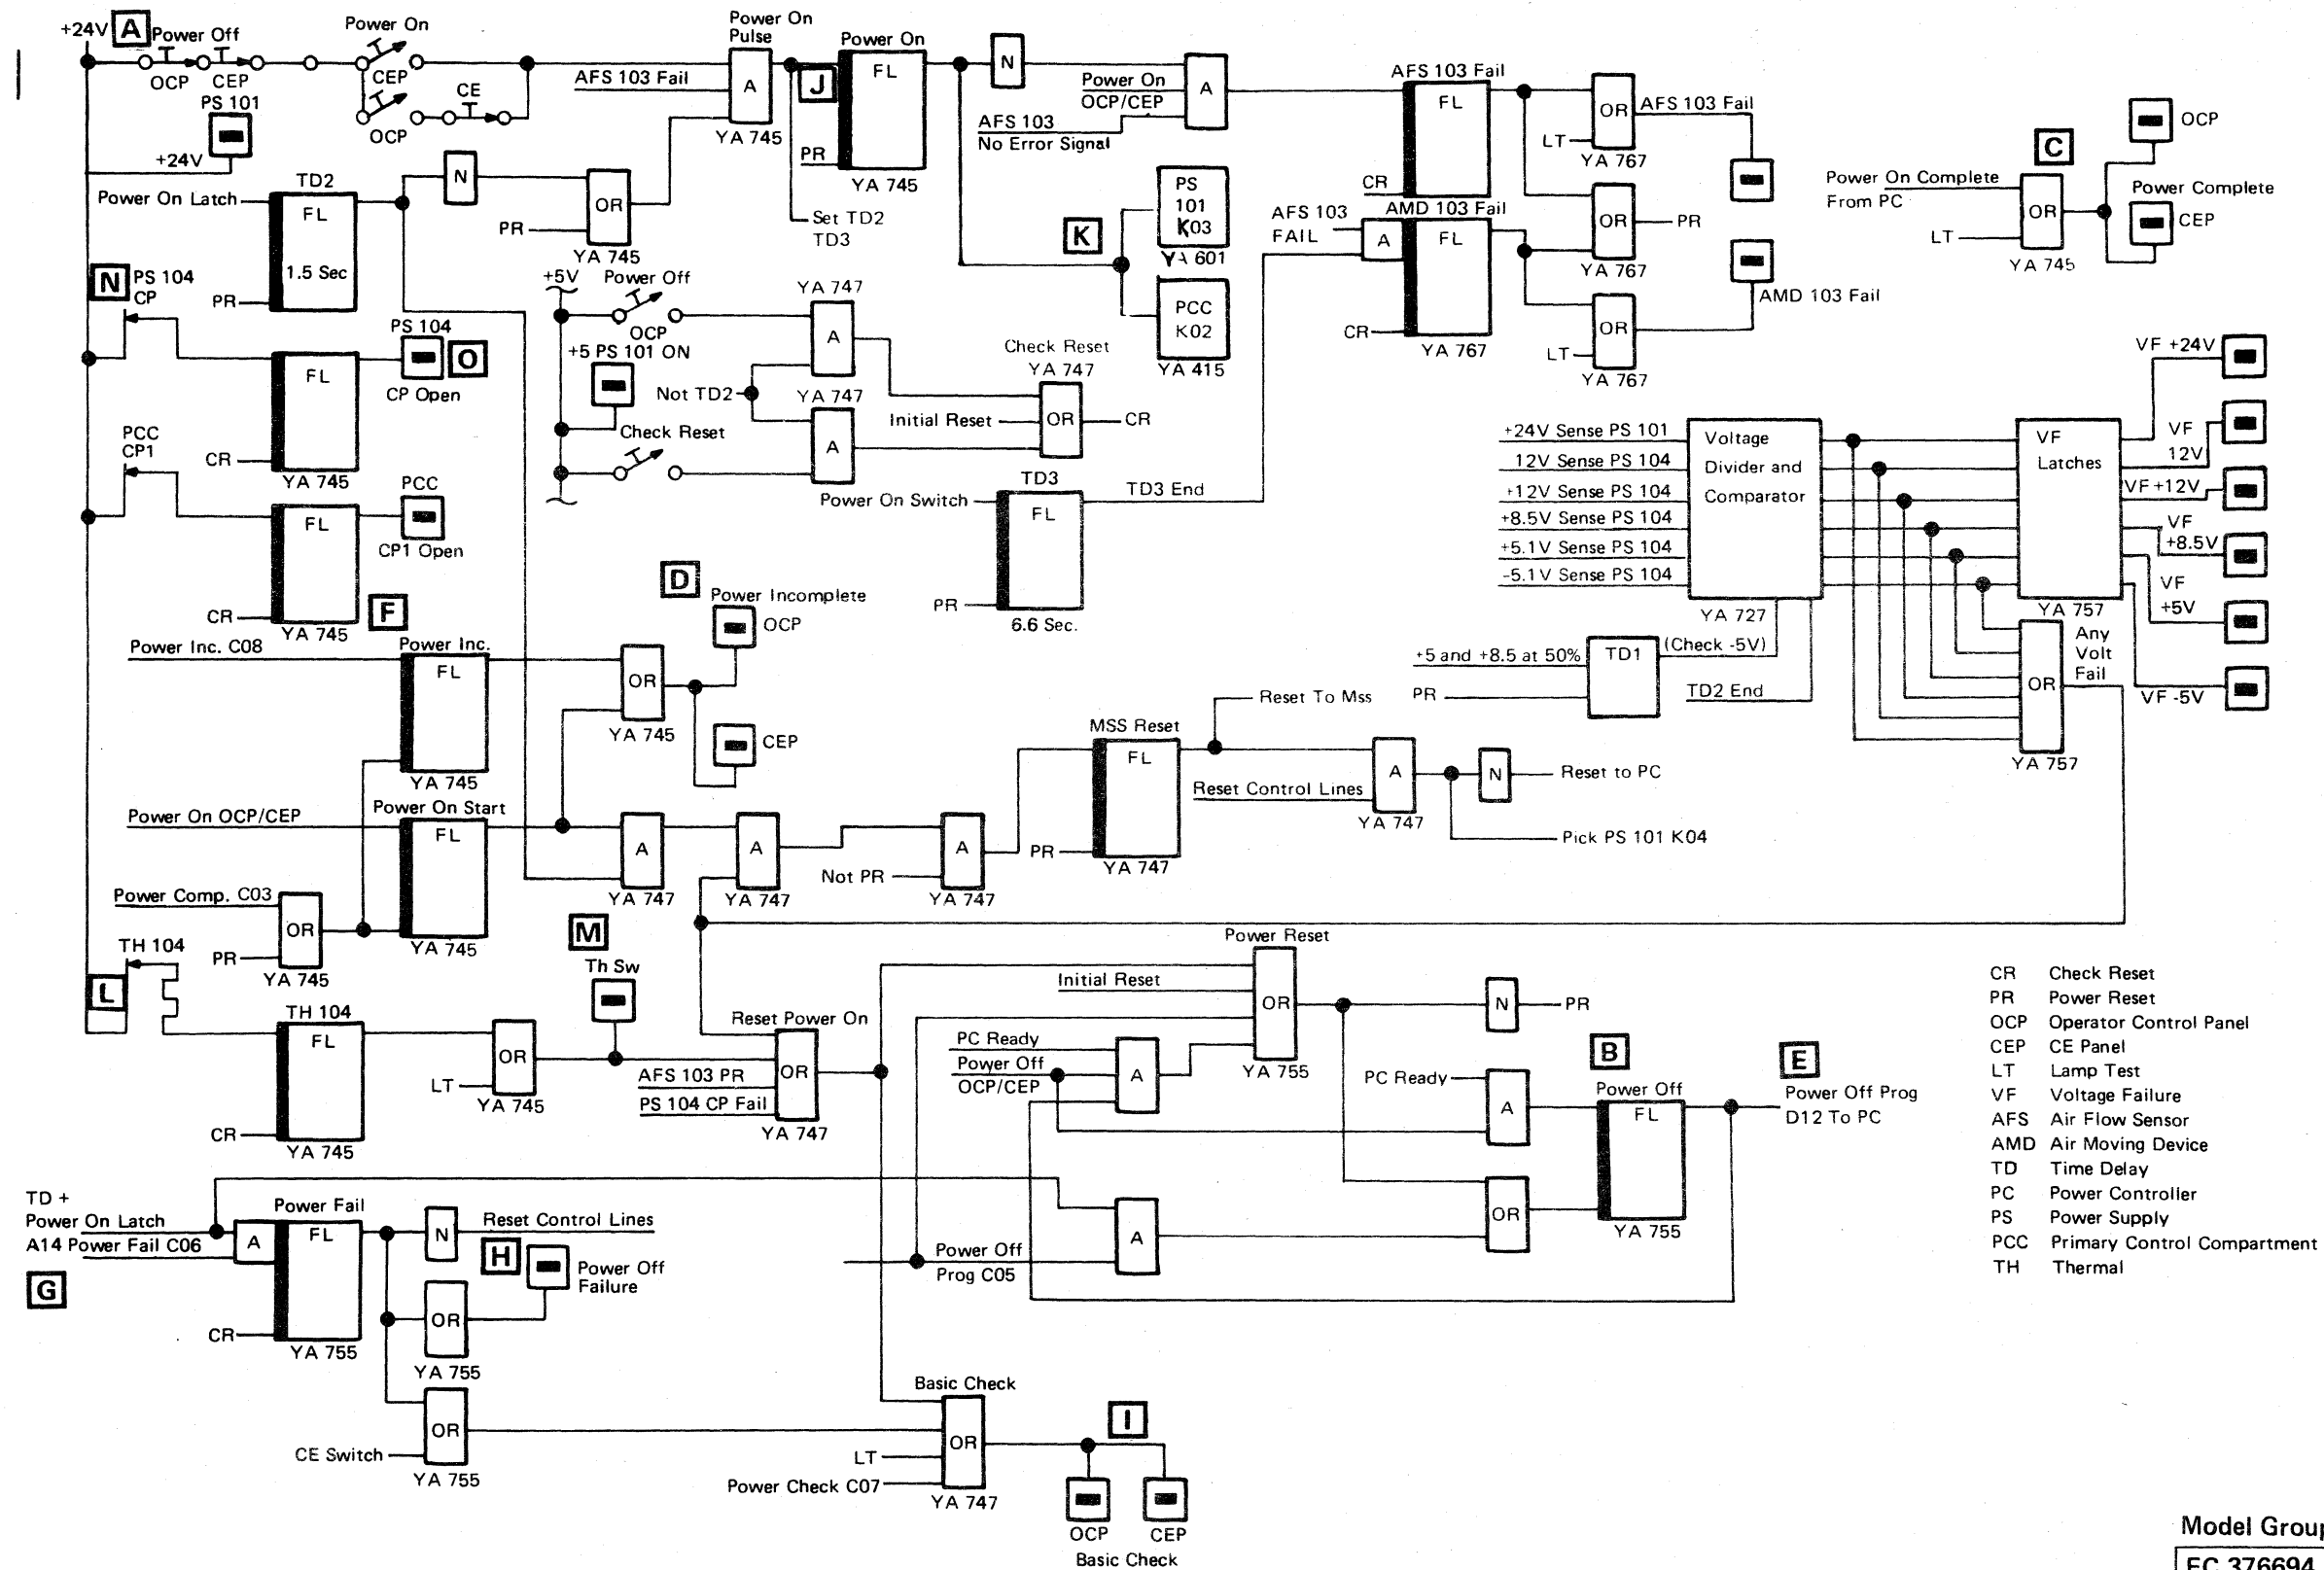 +24V
A
Power Off
OCP
CEP
Power On
CEP
OCP
CE
PS 101
+24V
AFS 103 Fail
Power On
Pulse
A
YA 745
J
Power On
FL
PR
YA 745
Set TD2
TD3
N
Power On
OCP/CEP
AFS 103
No Error Signal
A
AFS 103 Fail
FL
CR
OR
LT
YA 767
AFS 103 Fail
AFS 103
FAIL
A
AMD 103 Fail
FL
CR
YA 767
OR
PR
YA 767
OR
LT
YA 767
AMD 103 Fail
C
Power On Complete
From PC
LT
OR
YA 745
OCP
Power Complete
CEP
Power On Latch
TD2
FL
1.5 Sec
PR
N
PR
OR
YA 745
K
PS
101
K03
YA 601
PCC
K02
YA 415
N
PS 104
CP
FL
CR
YA 745
PS 104
O
CP Open
PCC
CP1
FL
CR
YA 745
PCC
CP1 Open
+5V
Power Off
OCP
+5 PS 101 ON
Check Reset
Not TD2
YA 747
A
YA 747
A
Check Reset
YA 747
Initial Reset
OR
CR
Power On Switch
TD3
FL
TD3 End
PR
6.6 Sec.
+24V Sense PS 101
12V Sense PS 104
+12V Sense PS 104
+8.5V Sense PS 104
+5.1V Sense PS 104
-5.1V Sense PS 104
Voltage
Divider and
Comparator
YA 727
VF
Latches
YA 757
VF +24V
VF
12V
VF +12V
VF
+8.5V
VF
+5V
VF -5V
+5 and +8.5 at 50%
PR
TD1
(Check -5V)
TD2 End
OR
Any
Volt
Fail
YA 757
F
Power Inc. C08
Power Inc.
FL
YA 745
D
Power Incomplete
OCP
OR
YA 745
CEP
Power On OCP/CEP
Power On Start
FL
YA 745
Power Comp. C03
PR
OR
YA 745
A
YA 747
A
YA 747
Not PR
A
YA 747
MSS Reset
FL
PR
YA 747
Reset To Mss
Reset Control Lines
A
YA 747
N
Reset to PC
Pick PS 101 K04
TH 104
L
TH 104
FL
CR
YA 745
OR
LT
YA 745
M
Th Sw
Reset Power On
AFS 103 PR
PS 104 CP Fail
OR
YA 747
Power Reset
Initial Reset
OR
YA 755
N
PR
PC Ready
Power Off
OCP/CEP
A
PC Ready
A
B
Power Off
FL
YA 755
E
Power Off Prog
D12 To PC
OR
A
Power Off
Prog C05
TD +
Power On Latch
A14 Power Fail C06
G
A
Power Fail
FL
CR
YA 755
N
Reset Control Lines
H
Power Off
Failure
OR
YA 755
CE Switch
OR
YA 755
Basic Check
LT
Power Check C07
OR
YA 747
I
OCP
CEP
Basic Check
CR Check Reset
PR Power Reset
OCP Operator Control Panel
CEP CE Panel
LT Lamp Test
VF Voltage Failure
AFS Air Flow Sensor
AMD Air Moving Device
TD Time Delay
PC Power Controller
PS Power Supply
PCC Primary Control Compartment
TH Thermal
Model Group
EC 376694